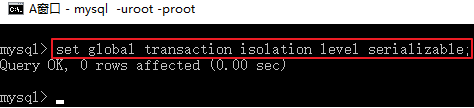 A窗口 - mysql -uroot -proot
mysql> set global transaction isolation level serializable;
Query OK, 0 rows affected (0.00 sec)
mysql>